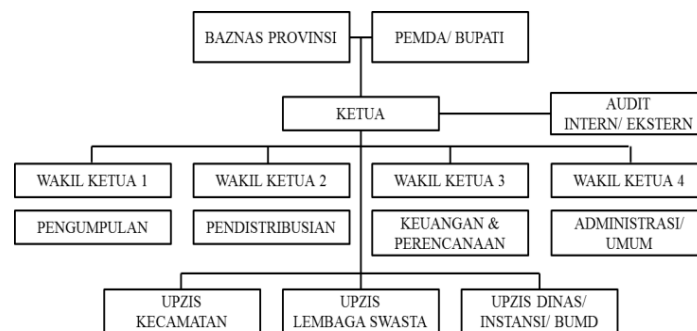 BAZNAS PROVINSI
PEMDA/ BUPATI
KETUA
AUDIT
INTERN/ EKSTERN
WAKIL KETUA 1
WAKIL KETUA 2
WAKIL KETUA 3
WAKIL KETUA 4
PENGUMPULAN
PENDISTRIBUSIAN
KEUANGAN &
PERENCANAAN
ADMINISTRASI/
UMUM
UPZIS
KECAMATAN
UPZIS
LEMBAGA SWASTA
UPZIS DINAS/
INSTANSI/ BUMD